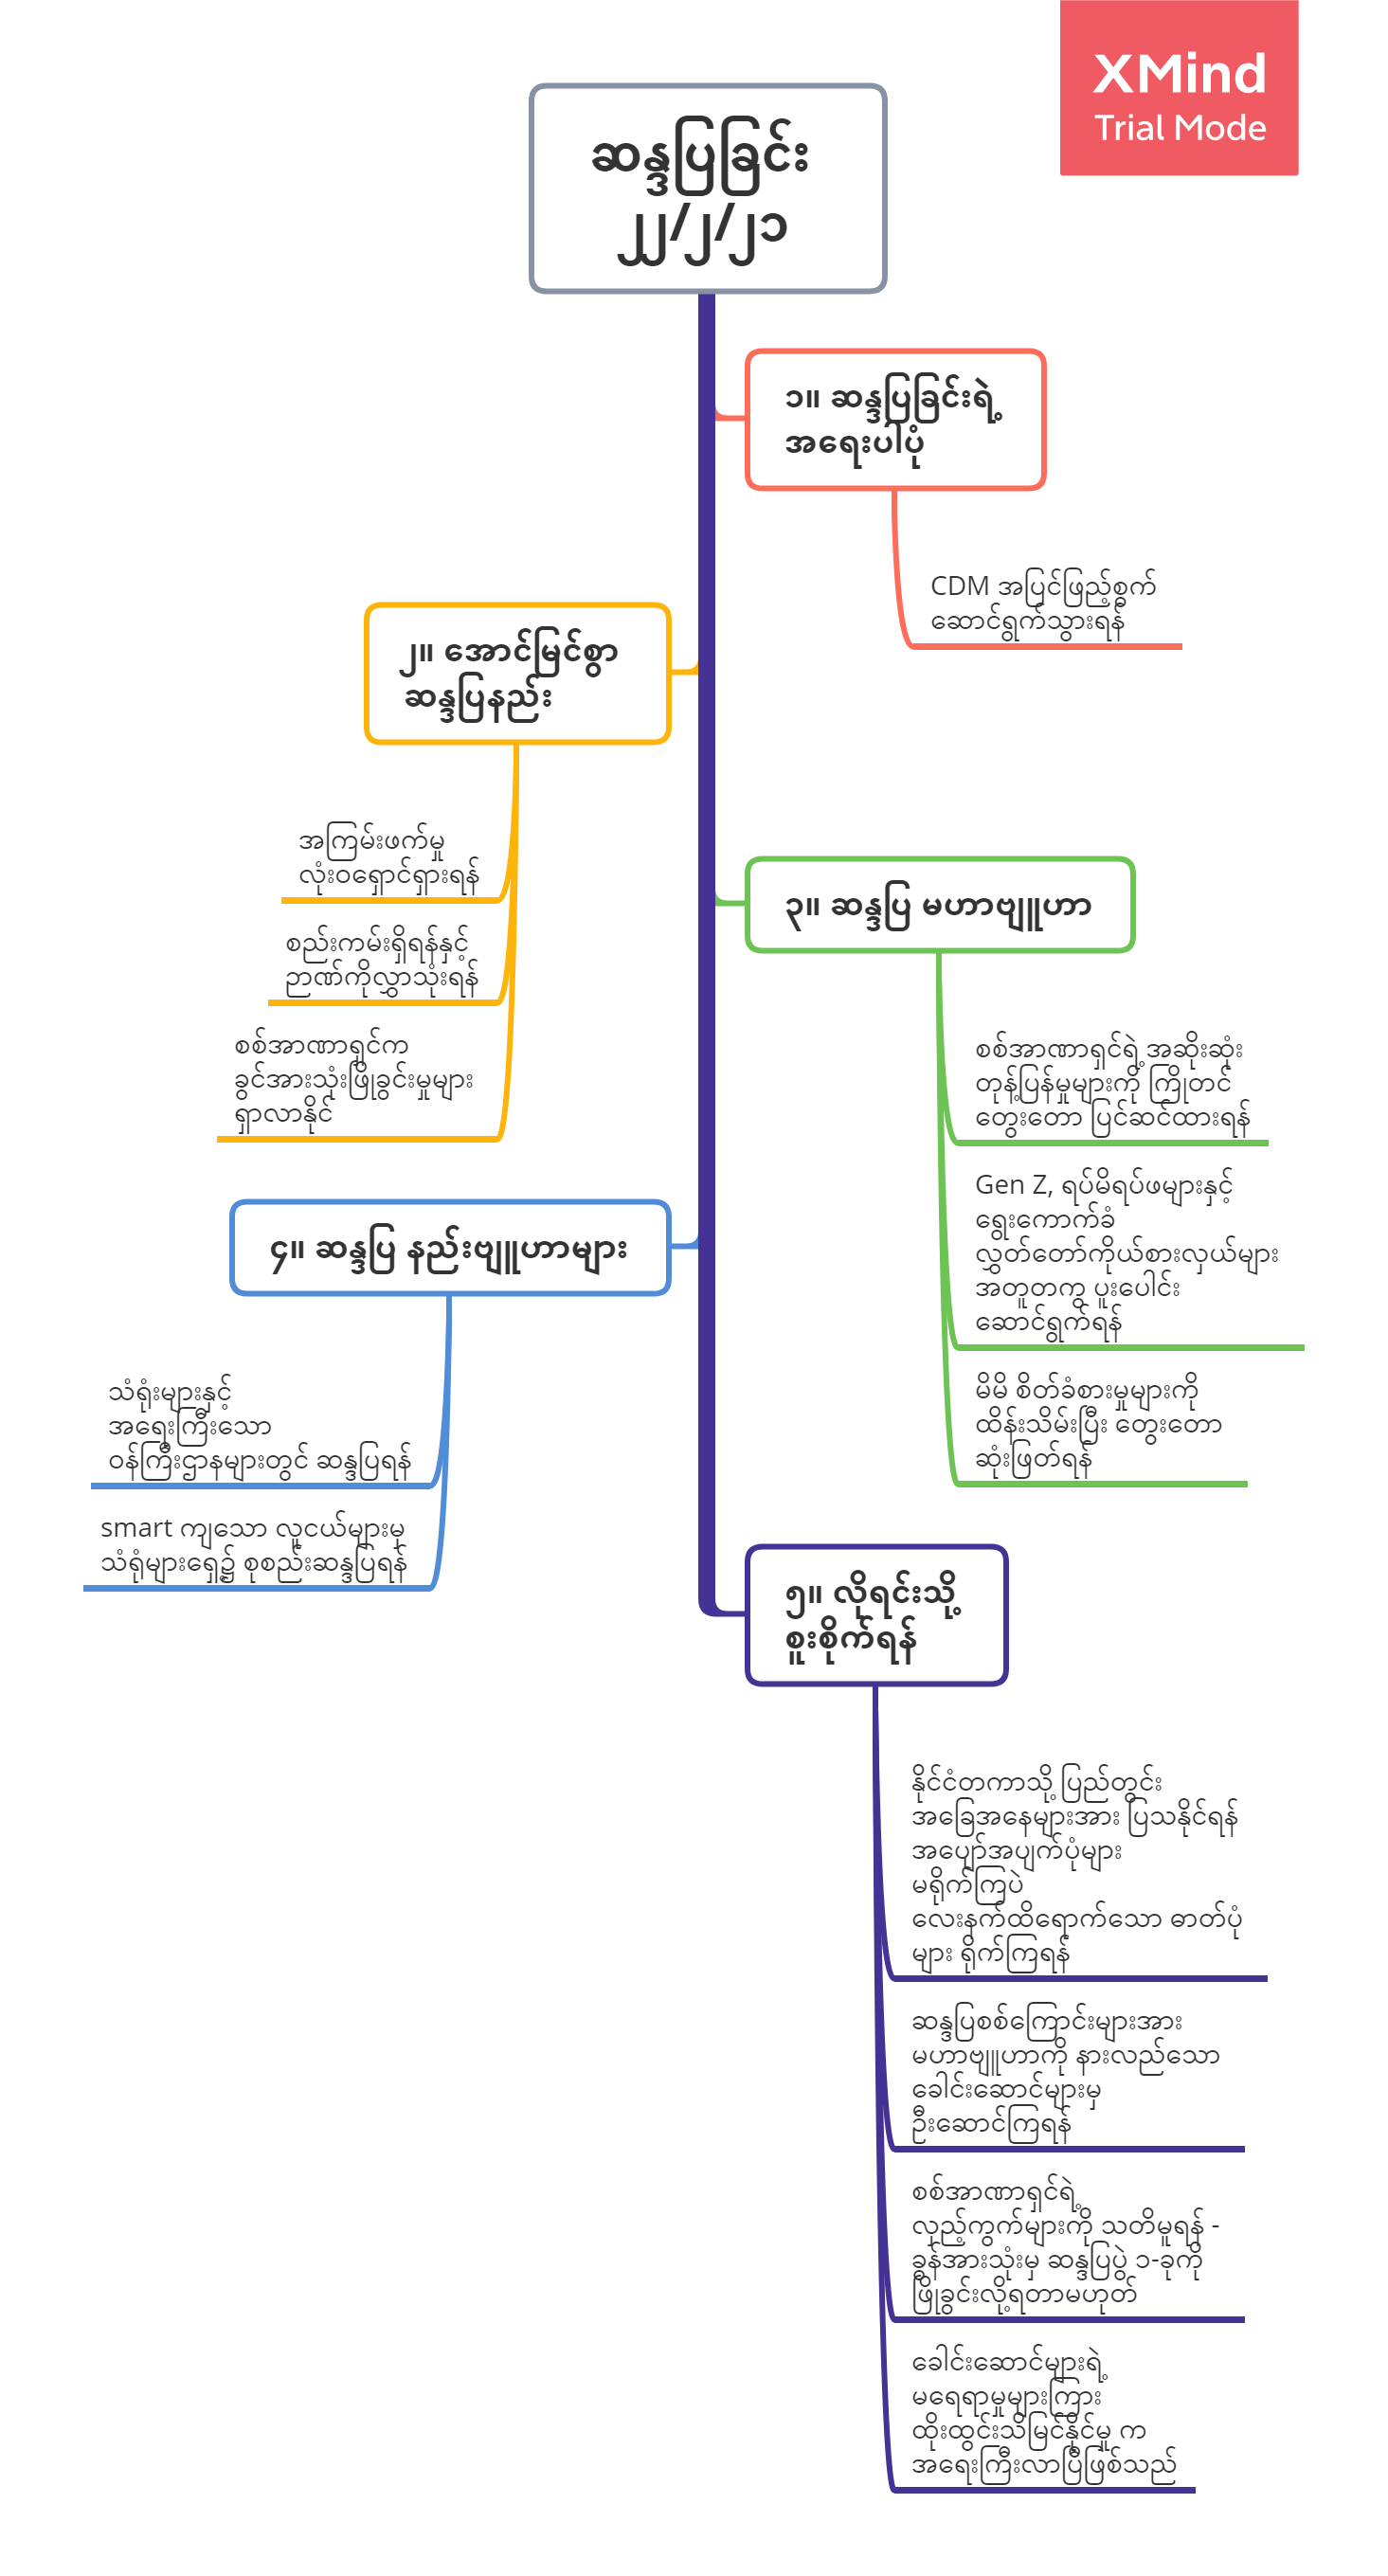 XMind
Trial Mode
ဆန္ဒပြခြင်း
၂၂/၂/၂၁
၁။ ဆန္ဒပြခြင်းရဲ့
အရေးပါပုံ
CDM အပြင်ဖြည့်စွက်
ဆောင်ရွက်သွားရန်
၂။ အောင်မြင်စွာ
ဆန္ဒပြနည်း
အကြမ်းဖက်မှု
လုံးဝရှောင်ရှားရန်
စည်းကမ်းရှိရန်နှင့်
ဉာဏ်ကိုလွှာသုံးရန်
စစ်အာဏာရှင်က
ခွင်အားသုံးဖြိုခွင်းမှုများ
ရှာလာနိုင်
၃။ ဆန္ဒပြ မဟာဗျူဟာ
စစ်အာဏာရှင်ရဲ့ အဆိုးဆုံး
တုန့်ပြန်မှုများကို ကြိုတင်
တွေးတော ပြင်ဆင်ထားရန်
Gen Z, ရပ်မိရပ်ဖများနှင့်
ရွေးကောက်ခံ
လွှတ်တော်ကိုယ်စားလှယ်များ
အတူတကွ ပူးပေါင်း
ဆောင်ရွက်ရန်
မိမိ စိတ်ခံစားမှုများကို
ထိန်းသိမ်းပြီး တွေးတော
ဆုံးဖြတ်ရန်
၄။ ဆန္ဒပြ နည်းဗျူဟာများ
သံရုံးများနှင့်
အရေးကြီးသော
ဝန်ကြီးဌာနများတွင် ဆန္ဒပြရန်
smart ကျသော လူငယ်များမှ
သံရုံများရှေ့၌ စုစည်းဆန္ဒပြရန်
၅။ လိုရင်းသို့
စူးစိုက်ရန်
နိုင်ငံတကာသို့ ပြည်တွင်း
အခြေအနေများအား ပြသနိုင်ရန်
အပျော်အပျက်ပုံများ
မရိုက်ကြပဲ
လေးနက်ထိရောက်သော ဓာတ်ပုံ
များ ရိုက်ကြရန်
ဆန္ဒပြစစ်ကြောင်းများအား
မဟာဗျူဟာကို နားလည်သော
ခေါင်းဆောင်များမှ
ဦးဆောင်ကြရန်
စစ်အာဏာရှင်ရဲ့
လှည့်ကွက်များကို သတိမူရန် -
ခွန်အားသုံးမှ ဆန္ဒပြပွဲ ၁-ခုကို
ဖြိုခွင်းလို့ရတာမဟုတ်
ခေါင်းဆောင်များရဲ့
မရေရာမှုများကြား
ထိုးထွင်းသိမြင်နိုင်မှု က
အရေးကြီးလာပြီဖြစ်သည်